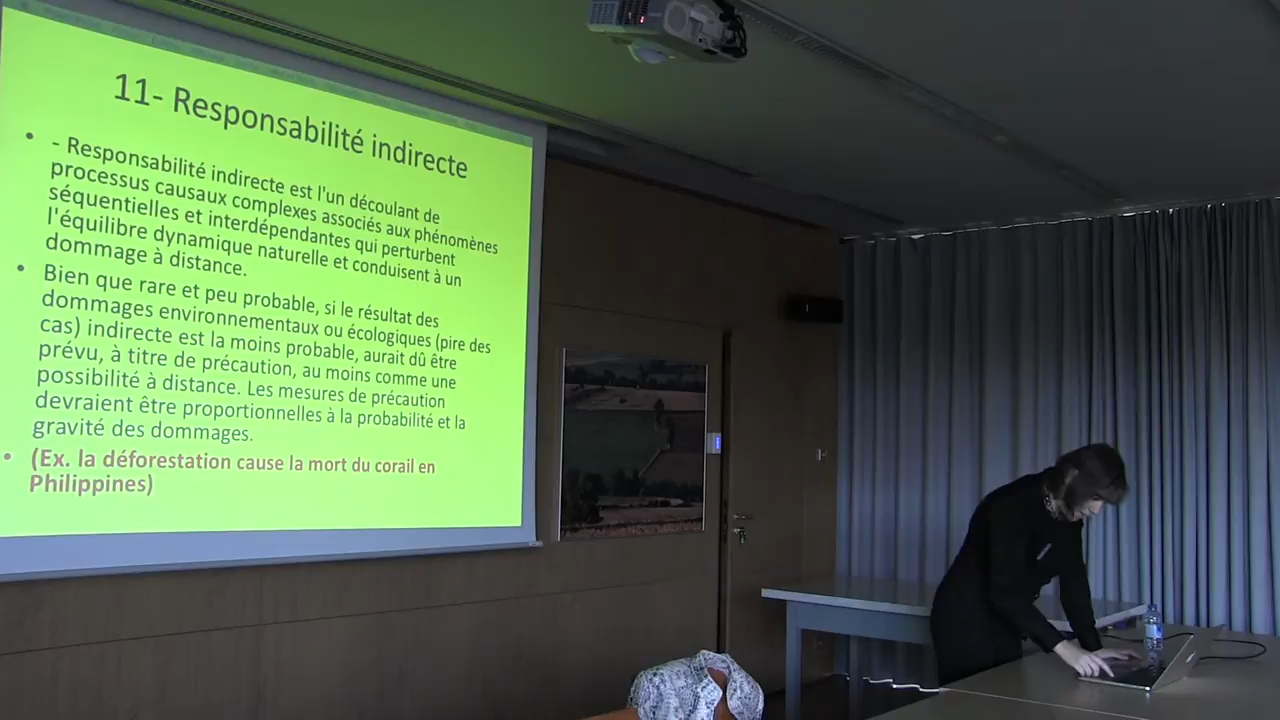 11- Responsabilité indirecte
• - Responsabilité indirecte est l'un découlant de
processus causaux complexes associés aux phénomènes
séquentielles et interdépendantes qui perturbent
l'équilibre dynamique naturelle et conduisent à un
dommage à distance.
• Bien que rare et peu probable, si le résultat des
dommages environnementaux ou écologiques (pire des
cas) indirecte est la moins probable, aurait dû être
prévu, à titre de précaution, au moins comme une
possibilité à distance. Les mesures de précaution
devraient être proportionnelles à la probabilité et la
gravité des dommages.
• (Ex. la déforestation cause la mort du corail en
Philippines)